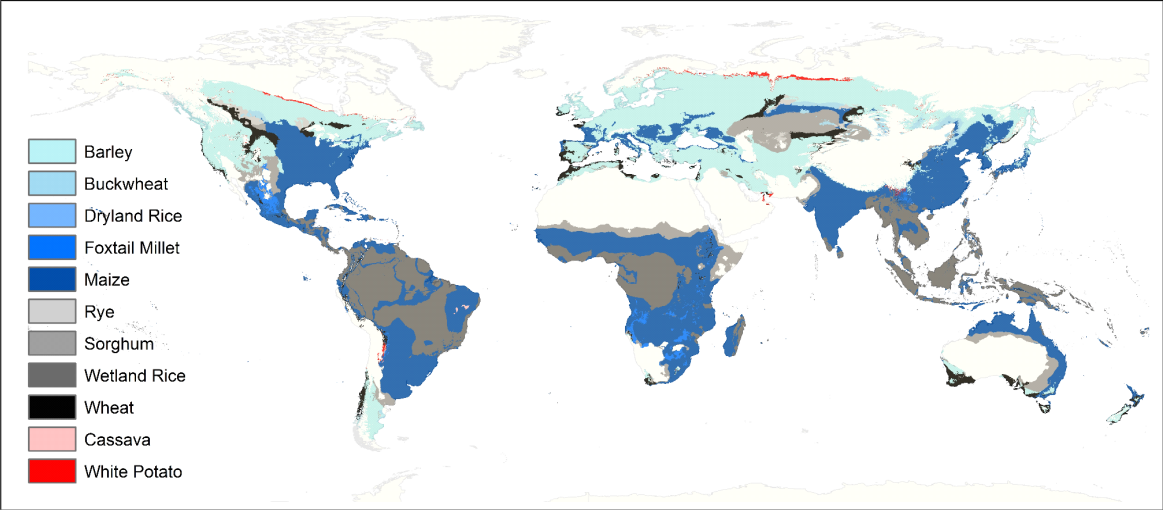 Barley
Buckwheat
Dryland Rice
Foxtail Millet
Maize
Rye
Sorghum
Wetland Rice
Wheat
Cassava
White Potato